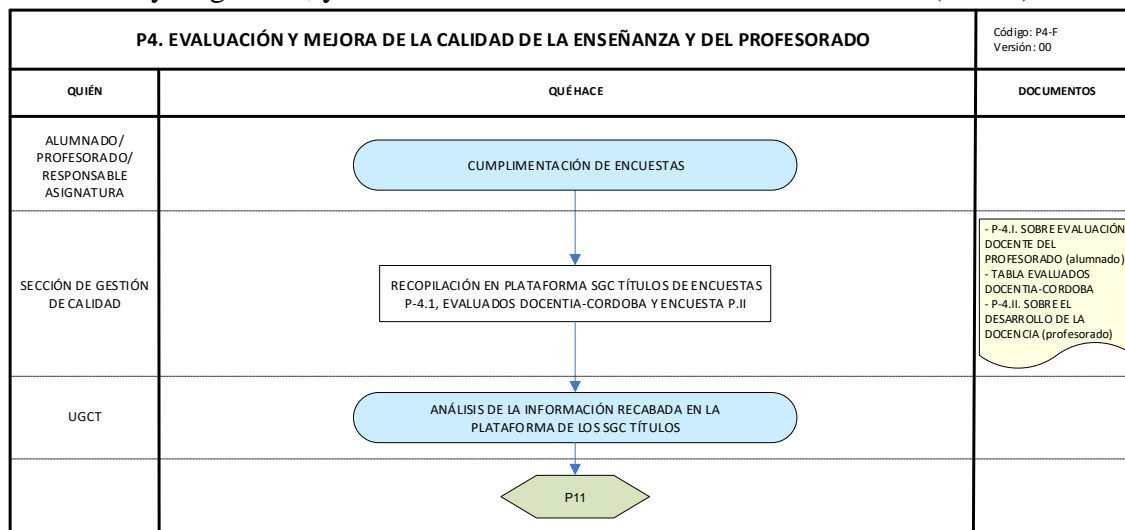 P4. EVALUACIÓN Y MEJORA DE LA CALIDAD DE LA ENSEÑANZA Y DEL PROFESORADO
Código: P4-F
Versión: 00
QUIÉN
QUÉ HACE
DOCUMENTOS
ALUMNADO/
PROFESORADO/
RESPONSABLE
ASIGNATURA
CUMPLIMENTACIÓN DE ENCUESTAS
SECCIÓN DE GESTIÓN
DE CALIDAD
RECOPILACIÓN EN PLATAFORMA SGC TÍTULOS DE ENCUESTAS
P-4.1, EVALUADOS DOCENTIA-CORDOBA Y ENCUESTA P.II
- P-4.I. SOBRE EVALUACIÓN
DOCENTE DEL
PROFESORADO (alumnado)
- TABLA EVALUADOS
DOCENTIA-CORDOBA
- P-4.II. SOBRE EL
DESARROLLO DE LA
DOCENCIA (profesorado)
UGCT
ANÁLISIS DE LA INFORMACIÓN RECABADA EN LA
PLATAFORMA DE LOS SGC TÍTULOS
P11